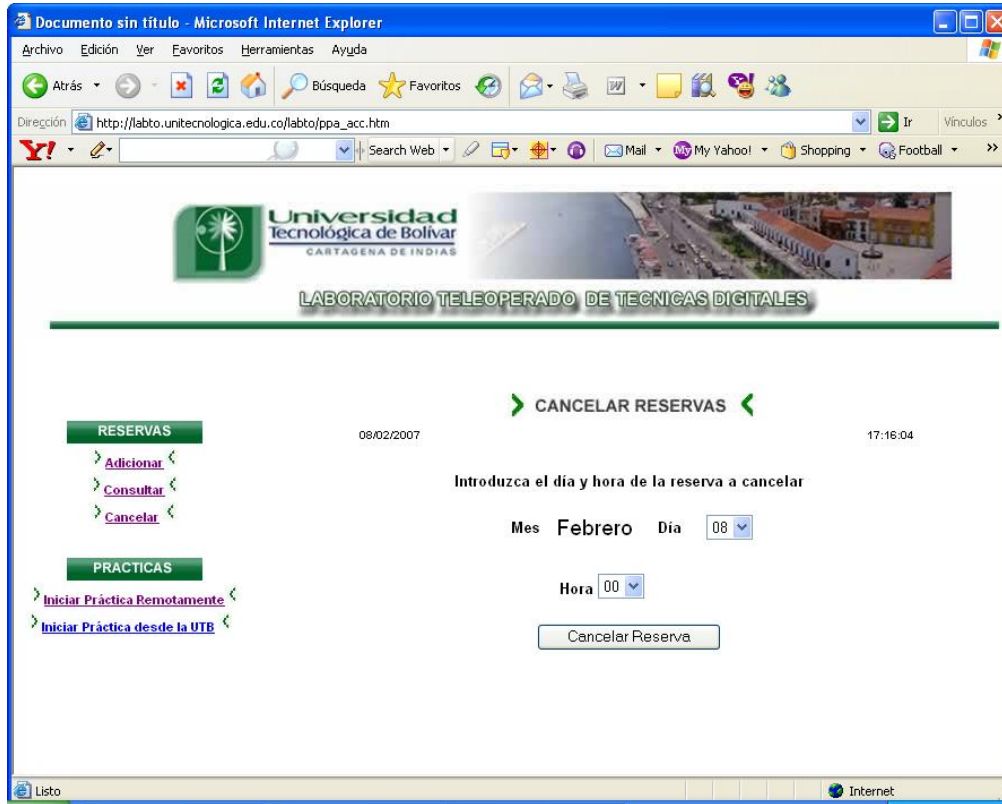 Documento sin título - Microsoft Internet Explorer
Archivo Edición Ver Favoritos Herramientas Ayuda
Atrás Búsqueda Favoritos
Dirección http://labto.unitecnologica.edu.co/labto/ppa_acc.htm Ir Vínculos »
Y! Search Web Mail My Yahoo! Shopping Football »
Universidad
Tecnológica de Bolívar
CARTAGENA DE INDIAS
LABORATORIO TELEOPERADO DE TECNICAS DIGITALES
CANCELAR RESERVAS
RESERVAS
08/02/2007 17:16:04
Adicionar
Introduzca el día y hora de la reserva a cancelar
Consultar
Cancelar
Mes Febrero Día 08
PRACTICAS
Hora 00
Iniciar Práctica Remotamente
Iniciar Práctica desde la UTB
Cancelar Reserva
Listo Internet